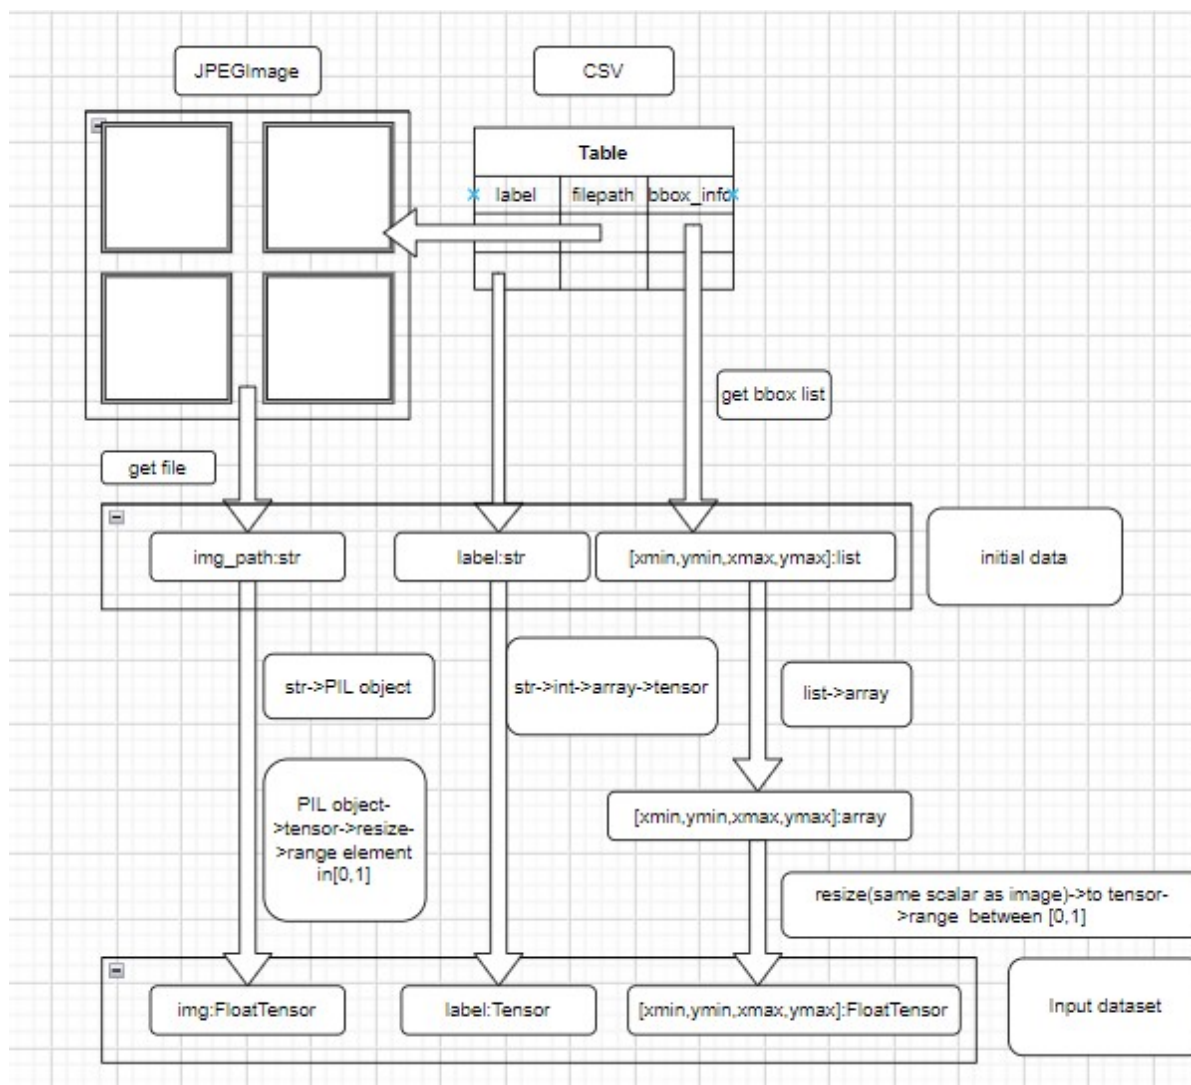 JPEGImage
CSV
Table
label
filepath
bbox_info
get bbox list
get file
img_path:str
label:str
[xmin,ymin,xmax,ymax]:list
initial data
str->PIL object
str->int->array->tensor
list->array
PIL object-
>tensor->resize-
>range element
in[0,1]
[xmin,ymin,xmax,ymax]:array
resize(same scalar as image)->to tensor-
>range between [0,1]
img:FloatTensor
label:Tensor
[xmin,ymin,xmax,ymax]:FloatTensor
Input dataset